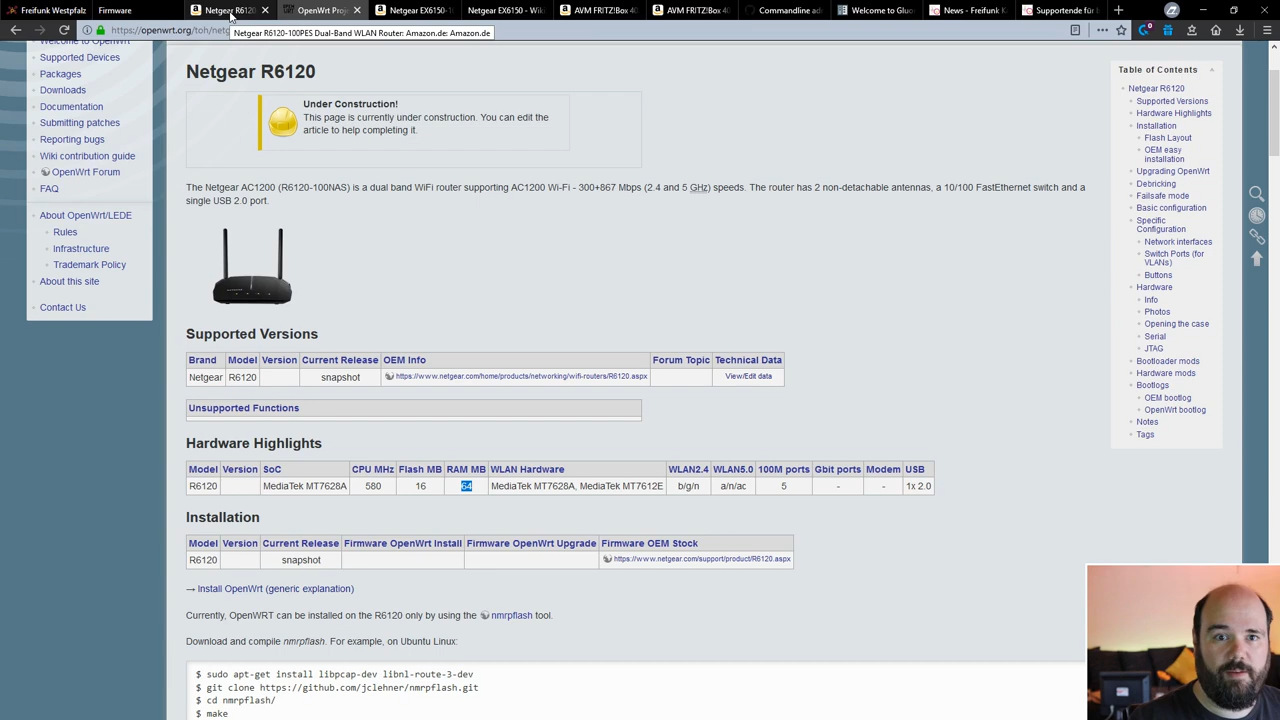 Freifunk Westpfalz
Firmware
Netgear R6120
OpenWrt Proj
Netgear EX6150-10
Netgear EX6150 - Wiki
AVM FRITZ!Box 40
AVM FRITZ!Box 40
Commandline ad
Welcome to Gluo
News - Freifunk K
Supportende für
https://openwrt.org/toh/netg
Netgear R6120-100PES Dual-Band WLAN Router: Amazon.de: Amazon.de
Welcome to OpenWrt
Supported Devices
Packages
Downloads
Documentation
Submitting patches
Reporting bugs
Wiki contribution guide
OpenWrt Forum
FAQ
About OpenWrt/LEDE
Rules
Infrastructure
Trademark Policy
About this site
Contact Us
Netgear R6120
Under Construction!
This page is currently under construction. You can edit the
article to help completing it.
The Netgear AC1200 (R6120-100NAS) is a dual band WiFi router supporting AC1200 Wi-Fi - 300+867 Mbps (2.4 and 5 GHz) speeds. The router has 2 non-detachable antennas, a 10/100 FastEthernet switch and a
single USB 2.0 port.
Supported Versions
Brand Model Version Current Release OEM Info Forum Topic Technical Data
Netgear R6120 snapshot https://www.netgear.com/home/products/networking/wifi-routers/R6120.aspx View/Edit data
Unsupported Functions
Hardware Highlights
Model Version SoC CPU MHz Flash MB RAM MB WLAN Hardware WLAN2.4 WLAN5.0 100M ports Gbit ports Modem USB
R6120 MediaTek MT7628A 580 16 64 MediaTek MT7628A, MediaTek MT7612E b/g/n a/n/ac 5 - - 1x 2.0
Installation
Model Version Current Release Firmware OpenWrt Install Firmware OpenWrt Upgrade Firmware OEM Stock
R6120 snapshot https://www.netgear.com/support/product/R6120.aspx
→ Install OpenWrt (generic explanation)
Currently, OpenWRT can be installed on the R6120 only by using the nmrpflash tool.
Download and compile nmrpflash. For example, on Ubuntu Linux:
$ sudo apt-get install libpcap-dev libnl-route-3-dev
$ git clone https://github.com/jclehner/nmrpflash.git
$ cd nmrpflash/
$ make
Table of Contents
Netgear R6120
Supported Versions
Hardware Highlights
Installation
Flash Layout
OEM easy
installation
Upgrading OpenWrt
Debricking
Failsafe mode
Basic configuration
Specific
Configuration
Network interfaces
Switch Ports (for
VLANs)
Buttons
Hardware
Info
Photos
Opening the case
Serial
JTAG
Bootloader mods
Hardware mods
Bootlogs
OEM bootlog
OpenWrt bootlog
Notes
Tags